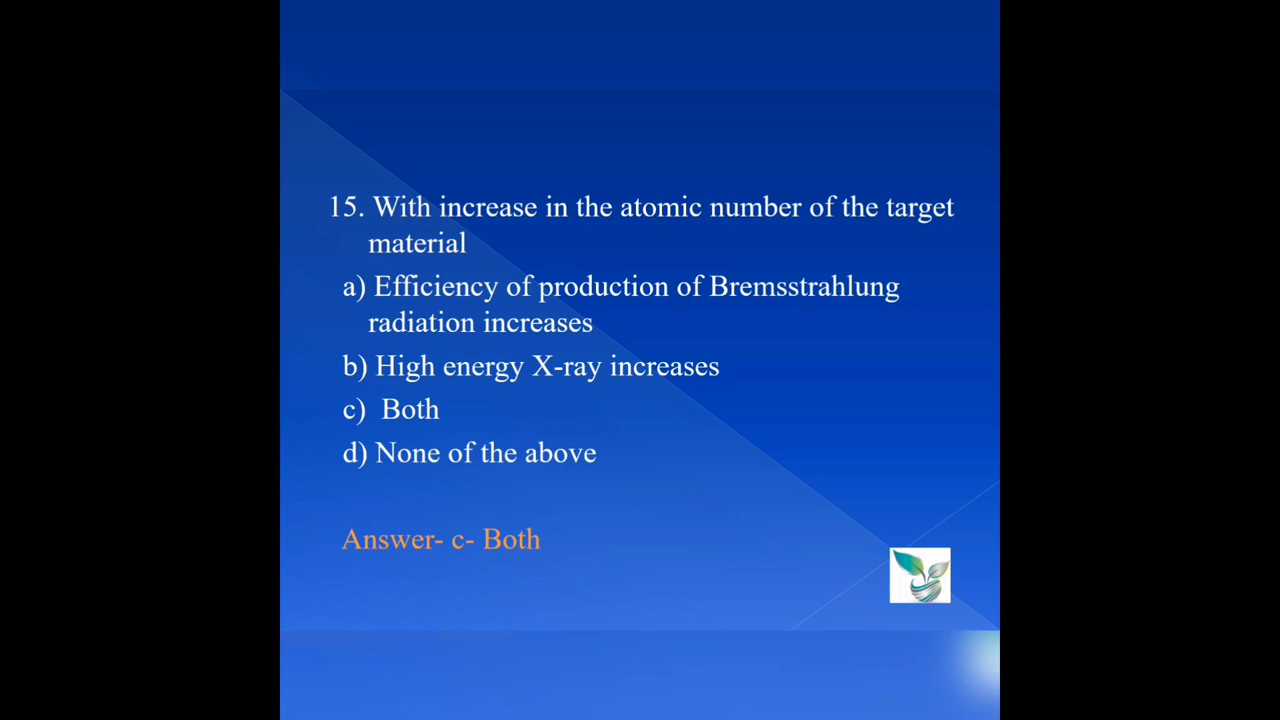 15. With increase in the atomic number of the target
material
a) Efficiency of production of Bremsstrahlung
radiation increases
b) High energy X-ray increases
c) Both
d) None of the above
Answer- c- Both